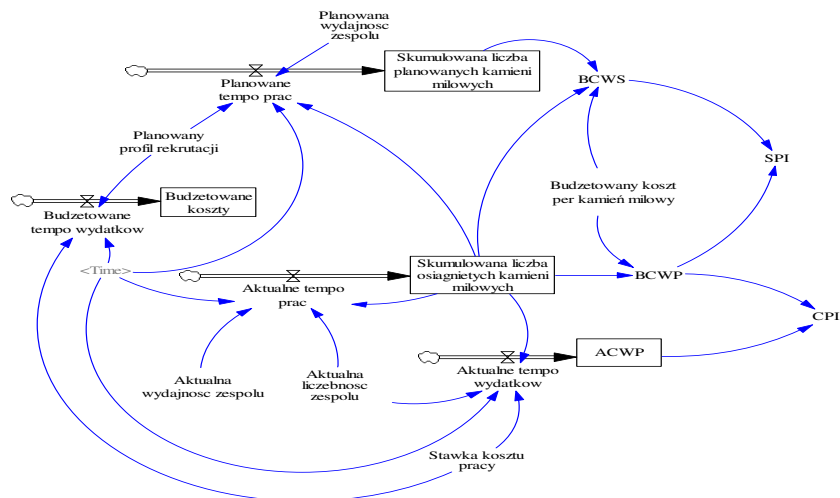 Planowana
wydajnosc
zespolu
Skumulowana liczba
planowanych kamieni
milowych
Planowane
tempo prac
BCWS
Planowany
profil rekrutacji
SPI
Budzetowany koszt
per kamień milowy
Budzetowane
koszty
Budzetowane
tempo wydatkow
<Time>
Skumulowana liczba
osiagnietych kamieni
milowych
Aktualne tempo
prac
BCWP
CPI
ACWP
Aktualna
wydajnosc zespolu
Aktualna
liczebnosc
zespolu
Aktualne tempo
wydatkow
Stawka kosztu
pracy